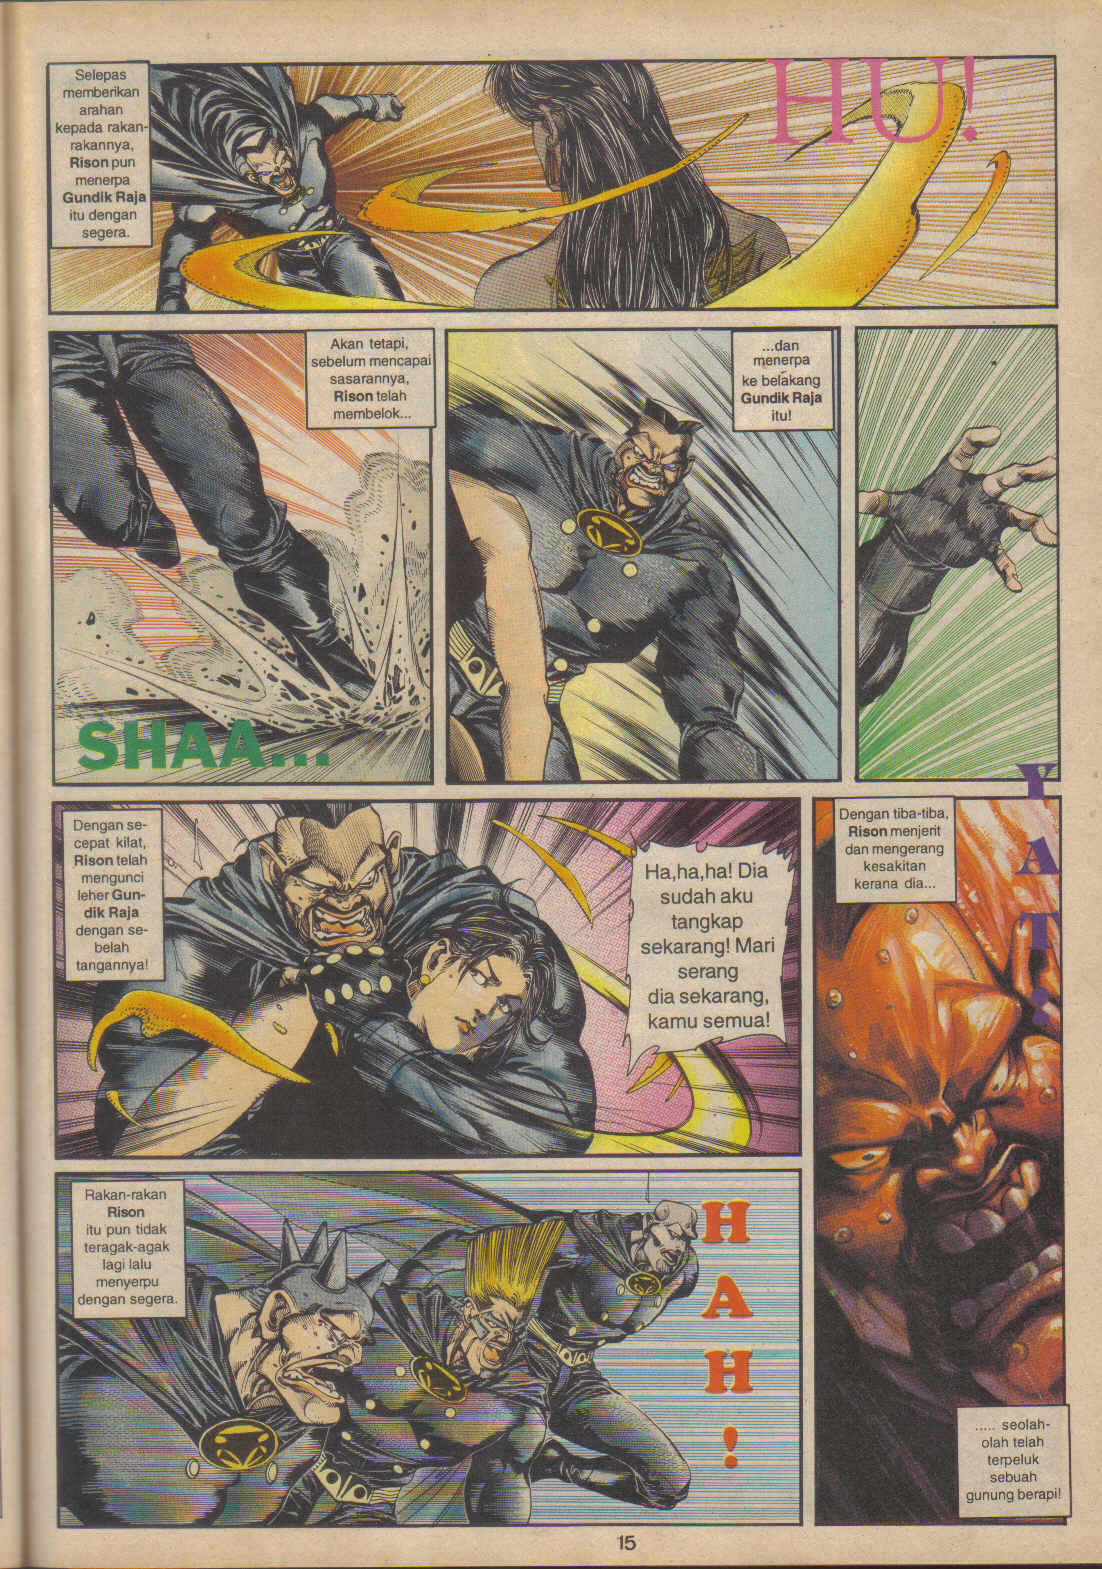 Selepas
memberikan
arahan
kepada rakan-
rakannya,
Rison pun
menerpa
Gundik Raja
itu dengan
segera.
HU!
Akan tetapi,
sebelum mencapai
sasarannya,
Rison telah
membelok...
SHAA...
...dan
menerpa
ke belakang
Gundik Raja
itu!
Dengan se-
cepat kilat,
Rison telah
mengunci
leher Gun-
dik Raja
dengan se-
belah
tangannya!
Ha,ha,ha! Dia
sudah aku
tangkap
sekarang! Mari
serang
dia sekarang,
kamu semua!
Dengan tiba-tiba,
Rison menjerit
dan mengerang
kesakitan
kerana dia...
YAT!
Rakan-rakan
Rison
itu pun tidak
teragak-agak
lagi lalu
menyerpu
dengan segera.
HAH!
..... seolah-
olah telah
terpeluk
sebuah
gunung berapi!
15